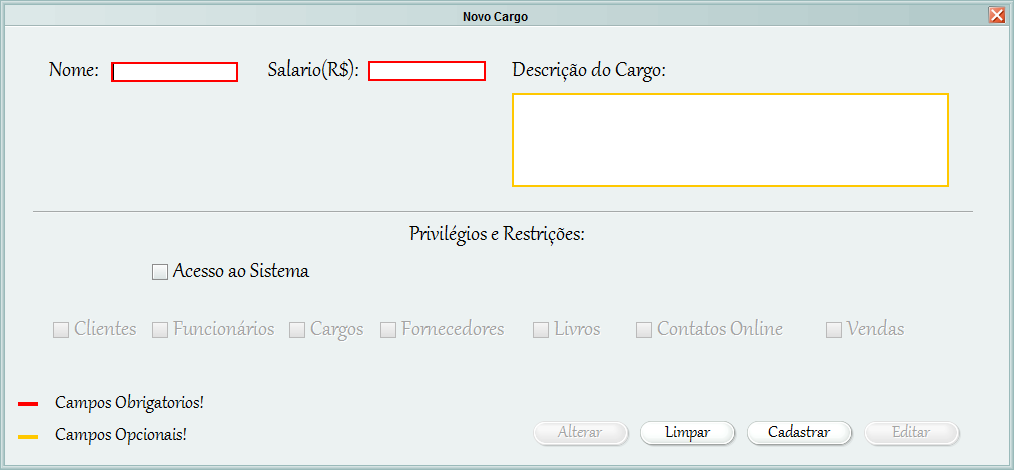 Novo Cargo
Nome: Salario(R$): Descrição do Cargo:
Privilégios e Restrições:
Acesso ao Sistema
Clientes Funcionários Cargos Fornecedores Livros Contatos Online Vendas
Campos Obrigatorios!
Campos Opcionais!
Alterar Limpar Cadastrar Editar